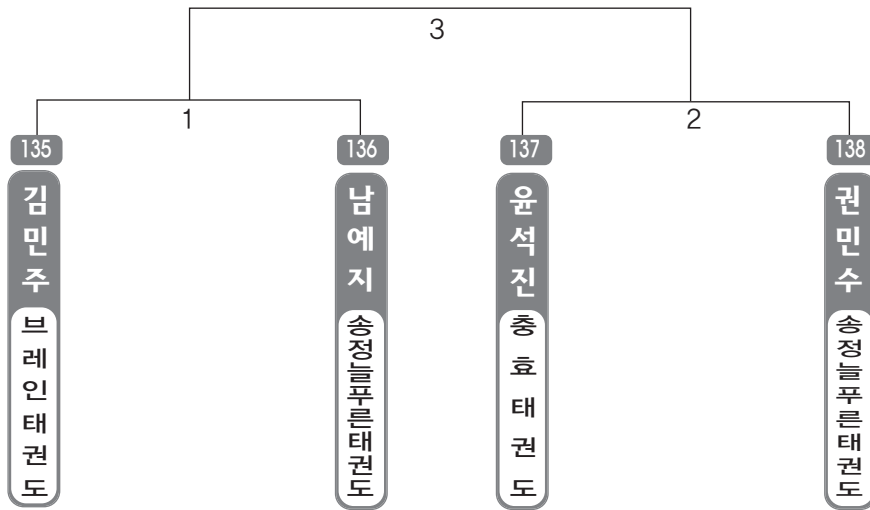 3
1
2
135
136
137
138
김민주
남예지
윤석진
권민수
브레인태권도
송정늘푸른태권도
충효태권도
송정늘푸른태권도